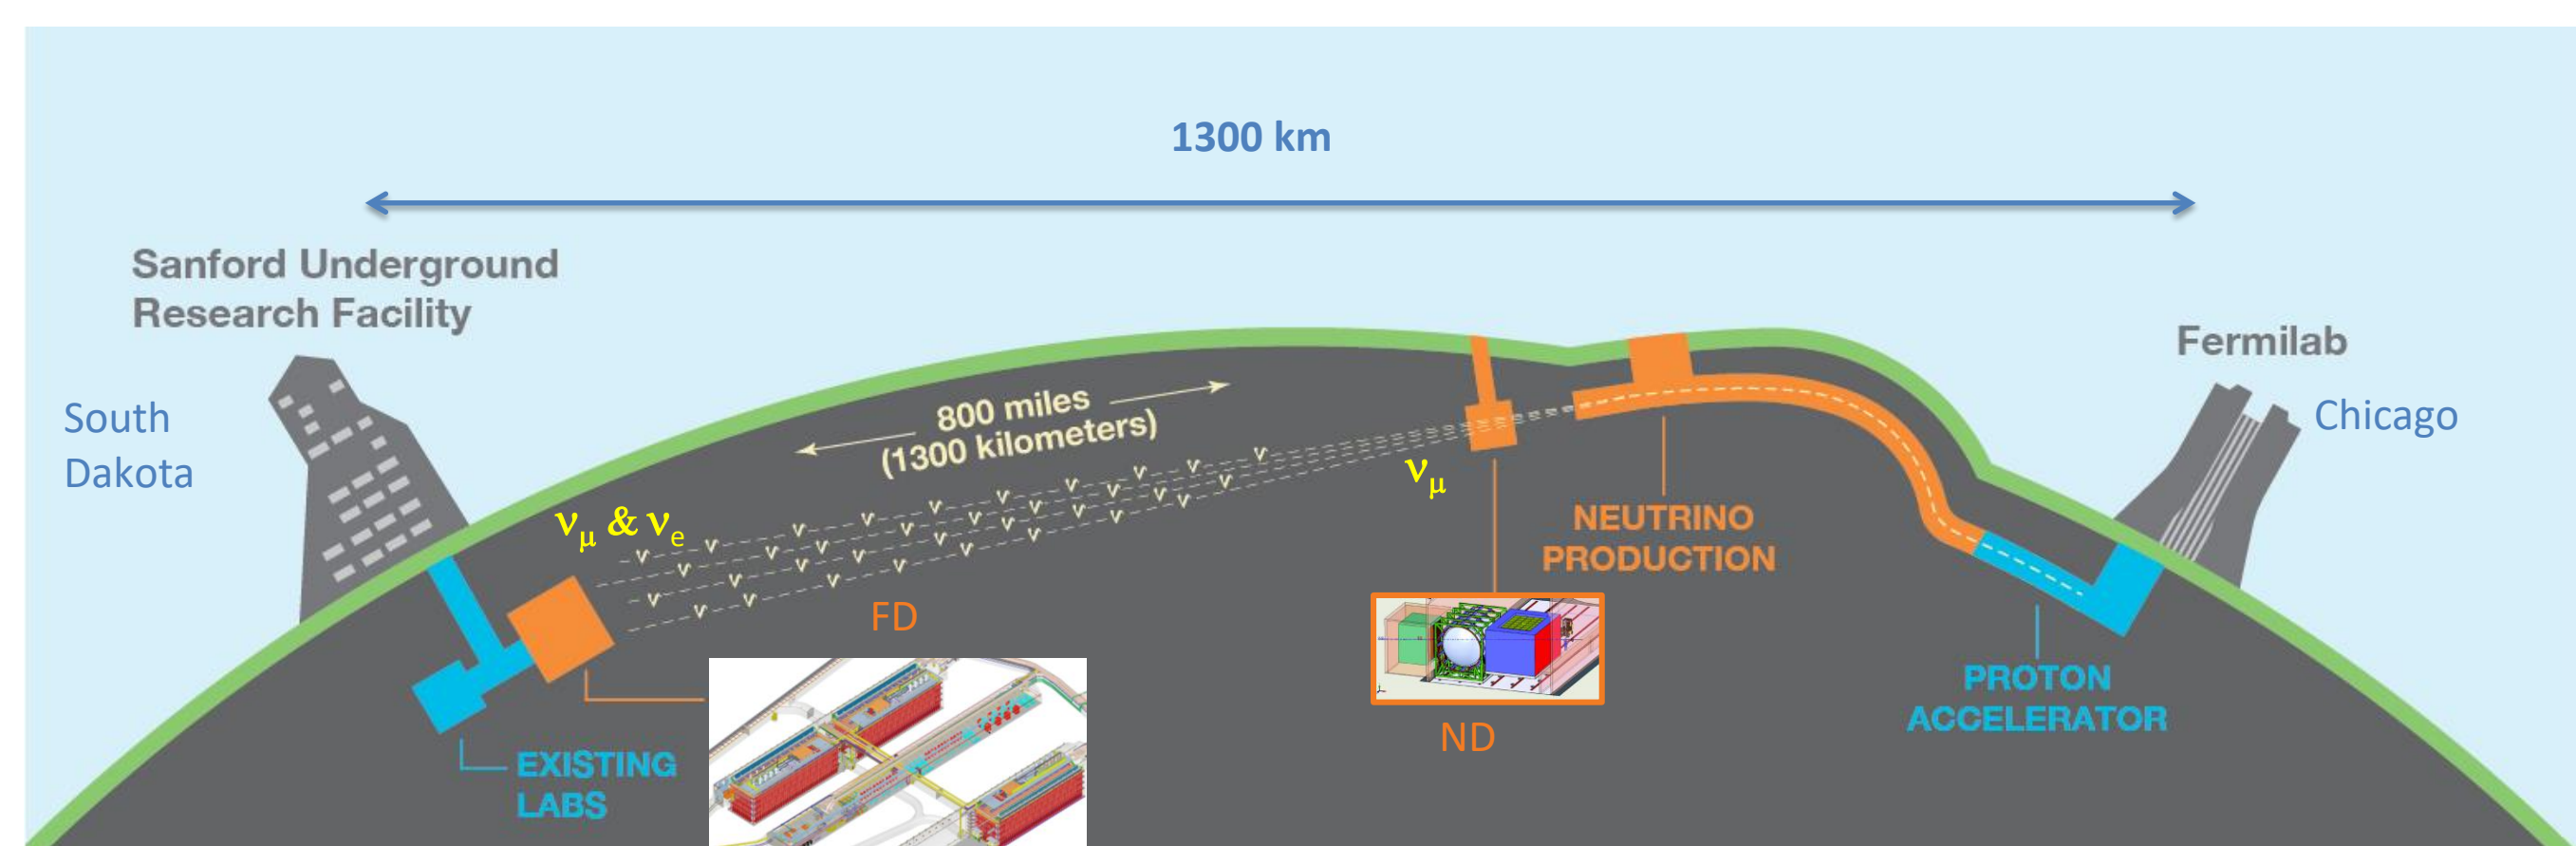 1300 km
Sanford Underground
Research Facility
Fermilab
South
Dakota
Chicago
800 miles
(1300 kilometers)
νμ
νμ & νe
NEUTRINO
PRODUCTION
FD
ND
PROTON
ACCELERATOR
EXISTING
LABS